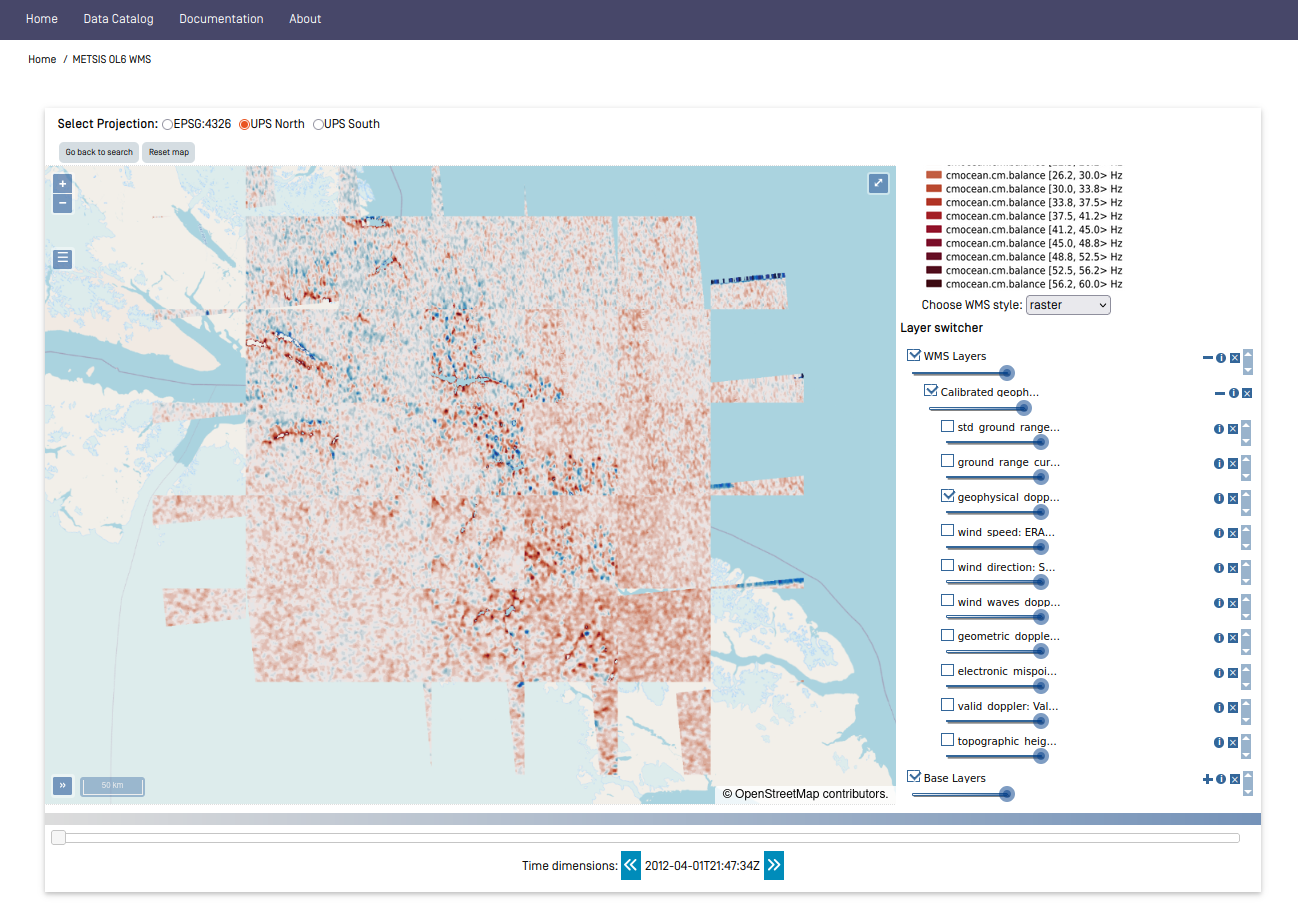 Home Data Catalog Documentation About
Home / METSIS OL6 WMS
Select Projection: EPSG:4326 UPS North UPS South
Go back to search Reset map
cmocean.cm.balance [26.2, 30.0> Hz
cmocean.cm.balance [30.0, 33.8> Hz
cmocean.cm.balance [33.8, 37.5> Hz
cmocean.cm.balance [37.5, 41.2> Hz
cmocean.cm.balance [41.2, 45.0> Hz
cmocean.cm.balance [45.0, 48.8> Hz
cmocean.cm.balance [48.8, 52.5> Hz
cmocean.cm.balance [52.5, 56.2> Hz
cmocean.cm.balance [56.2, 60.0> Hz
Choose WMS style: raster
Layer switcher
WMS Layers
Calibrated geoph...
std ground range...
ground range cur...
geophysical dopp...
wind speed: ERA...
wind direction: S...
wind waves dopp...
geometric dopple...
electronic mispoi...
valid doppler: Val...
topographic heig...
Base Layers
50 km
© OpenStreetMap contributors.
Time dimensions: 2012-04-01T21:47:34Z